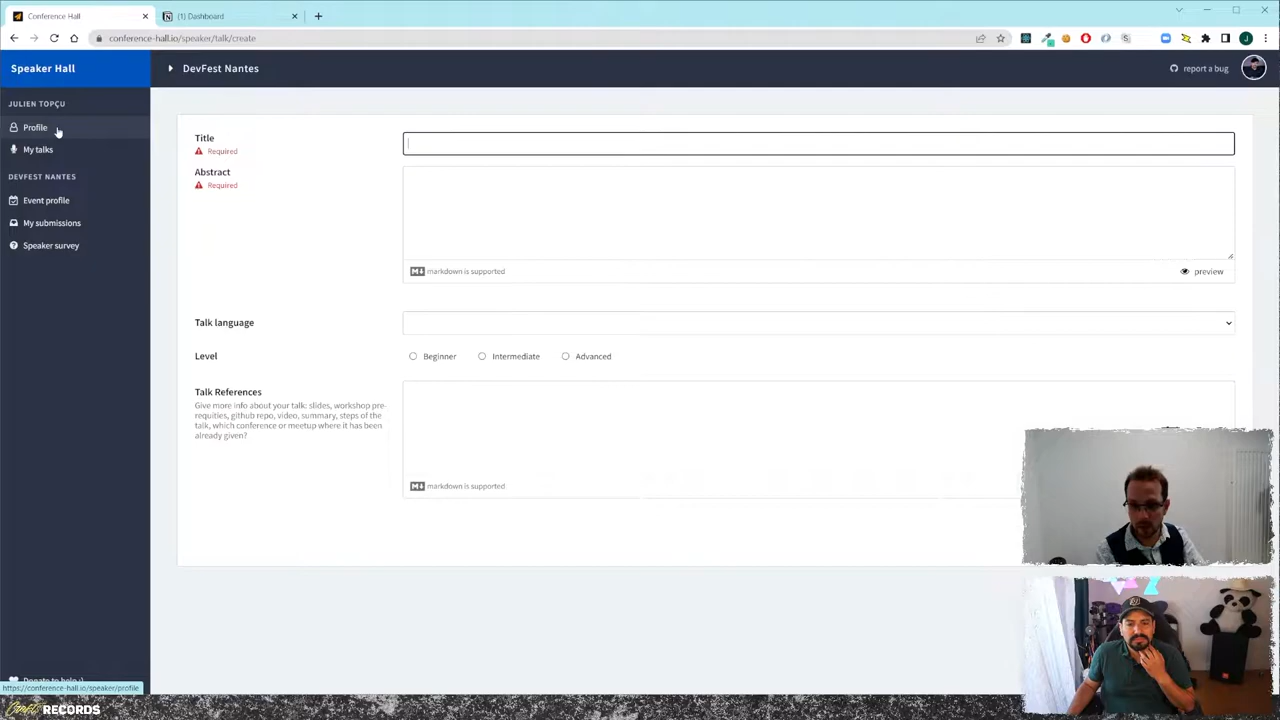 Conference Hall
(1) Dashboard
conference-hall.io/speaker/talk/create
J
Speaker Hall
DevFest Nantes
report a bug
JULIEN TOPÇU
Profile
My talks
DEVFEST NANTES
Event profile
My submissions
Speaker survey
Title
Required
Abstract
Required
M↓ markdown is supported
preview
Talk language
Level
Beginner
Intermediate
Advanced
Talk References
Give more info about your talk: slides, workshop pre-
requities, github repo, video, summary, steps of the
talk, which conference or meetup where it has been
already given?
M↓ markdown is supported
Donate to help :)
https://conference-hall.io/speaker/profile
Crafts RECORDS